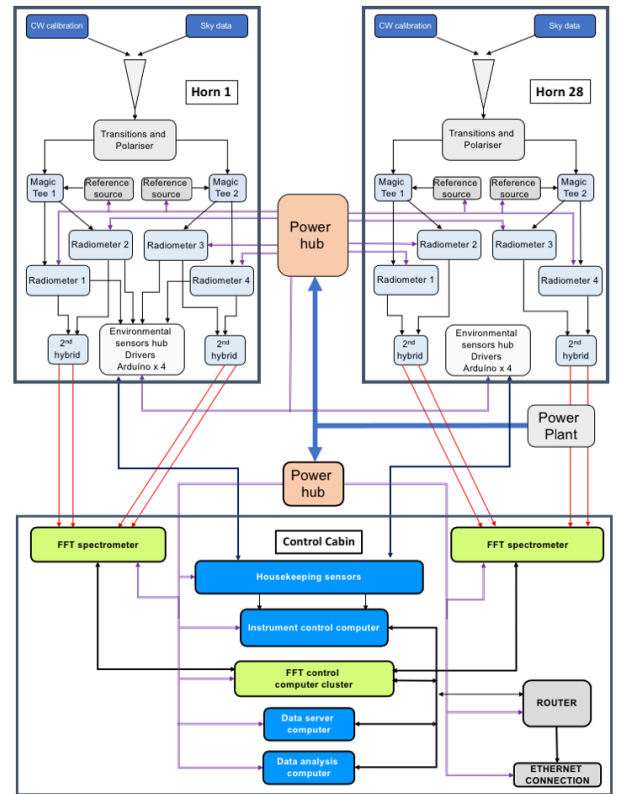 CW calibration
Sky data
Horn 1
Transitions and
Polariser
Magic
Tee 1
Reference
source
Reference
source
Magic
Tee 2
Radiometer 2
Radiometer 3
Radiometer 1
Radiometer 4
2nd
hybrid
Environmental
sensors hub
Drivers
Arduino x 4
2nd
hybrid
Power
hub
CW calibration
Sky data
Horn 28
Transitions and
Polariser
Magic
Tee 1
Reference
source
Reference
source
Magic
Tee 2
Radiometer 2
Radiometer 3
Radiometer 1
Radiometer 4
2nd
hybrid
Environmental
sensors hub
Drivers
Arduino x 4
2nd
hybrid
Power
Plant
Power
hub
FFT spectrometer
Control Cabin
FFT spectrometer
Housekeeping sensors
Instrument control computer
FFT control
computer cluster
ROUTER
Data server
computer
Data analysis
computer
ETHERNET
CONNECTION